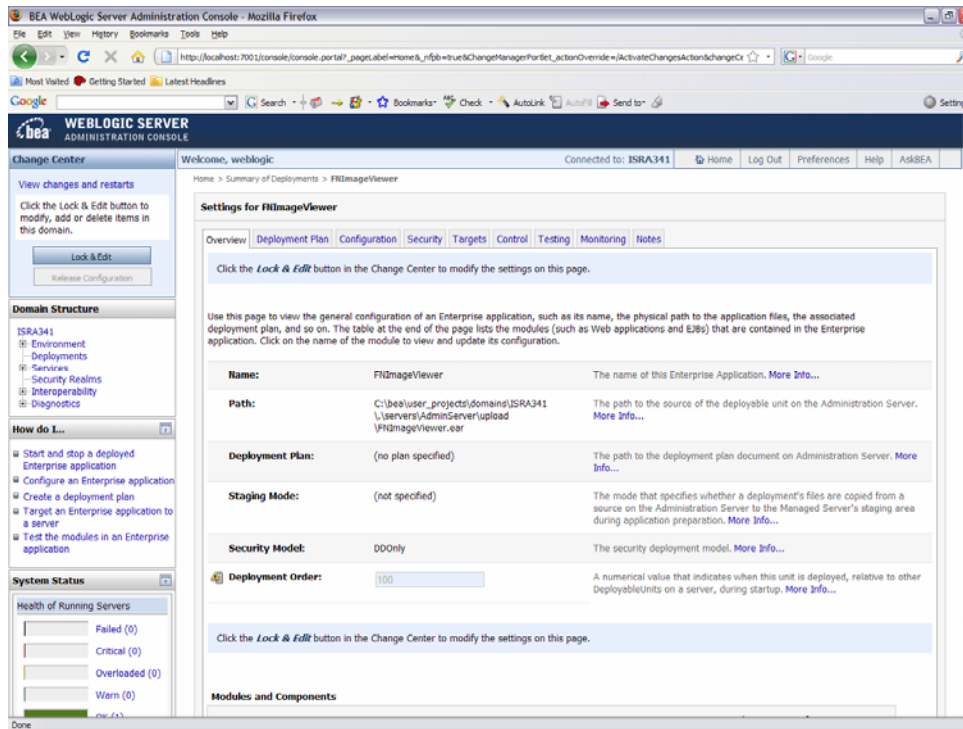 BEA WebLogic Server Administration Console - Mozilla Firefox
File Edit View History Bookmarks Tools Help
http://localhost:7001/console/console.portal?_pageLabel=Home&_nfpb=true&ChangeManagerPortlet_actionOverride=/ActivateChangesAction&changeCe
Google
Most Visited Getting Started Latest Headlines
Google Search Bookmarks Check AutoLink AutoFill Send to Setting
bea WEBLOGIC SERVER
ADMINISTRATION CONSOLE
Change Center
View changes and restarts
Click the Lock & Edit button to
modify, add or delete items in
this domain.
Lock & Edit
Release Configuration
Domain Structure
ISRA341
Environment
Deployments
Services
Security Realms
Interoperability
Diagnostics
How do I...
Start and stop a deployed
Enterprise application
Configure an Enterprise application
Create a deployment plan
Target an Enterprise application to
a server
Test the modules in an Enterprise
application
System Status
Health of Running Servers
Failed (0)
Critical (0)
Overloaded (0)
Warn (0)
OK (1)
Welcome, weblogic
Connected to: ISRA341
Home Log Out Preferences Help AskBEA
Home > Summary of Deployments > FNImageViewer
Settings for FNImageViewer
Overview Deployment Plan Configuration Security Targets Control Testing Monitoring Notes
Click the Lock & Edit button in the Change Center to modify the settings on this page.
Use this page to view the general configuration of an Enterprise application, such as its name, the physical path to the application files, the associated
deployment plan, and so on. The table at the end of the page lists the modules (such as Web applications and EJBs) that are contained in the Enterprise
application. Click on the name of the module to view and update its configuration.
Name: FNImageViewer The name of this Enterprise Application. More Info...
Path: C:\bea\user_projects\domains\ISRA341 The path to the source of the deployable unit on the Administration Server.
\.\servers\AdminServer\upload More Info...
\FNImageViewer.ear
Deployment Plan: (no plan specified) The path to the deployment plan document on Administration Server. More
Info...
Staging Mode: (not specified) The mode that specifies whether a deployment's files are copied from a
source on the Administration Server to the Managed Server's staging area
during application preparation. More Info...
Security Model: DDOnly The security deployment model. More Info...
Deployment Order: 100 A numerical value that indicates when this unit is deployed, relative to other
DeployableUnits on a server, during startup. More Info...
Click the Lock & Edit button in the Change Center to modify the settings on this page.
Modules and Components
Done